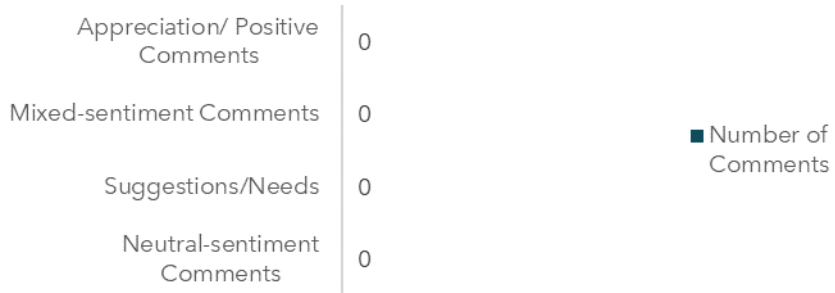 Appreciation/ Positive
Comments
0
Mixed-sentiment Comments
0
Suggestions/Needs
0
Neutral-sentiment
Comments
0
Number of
Comments